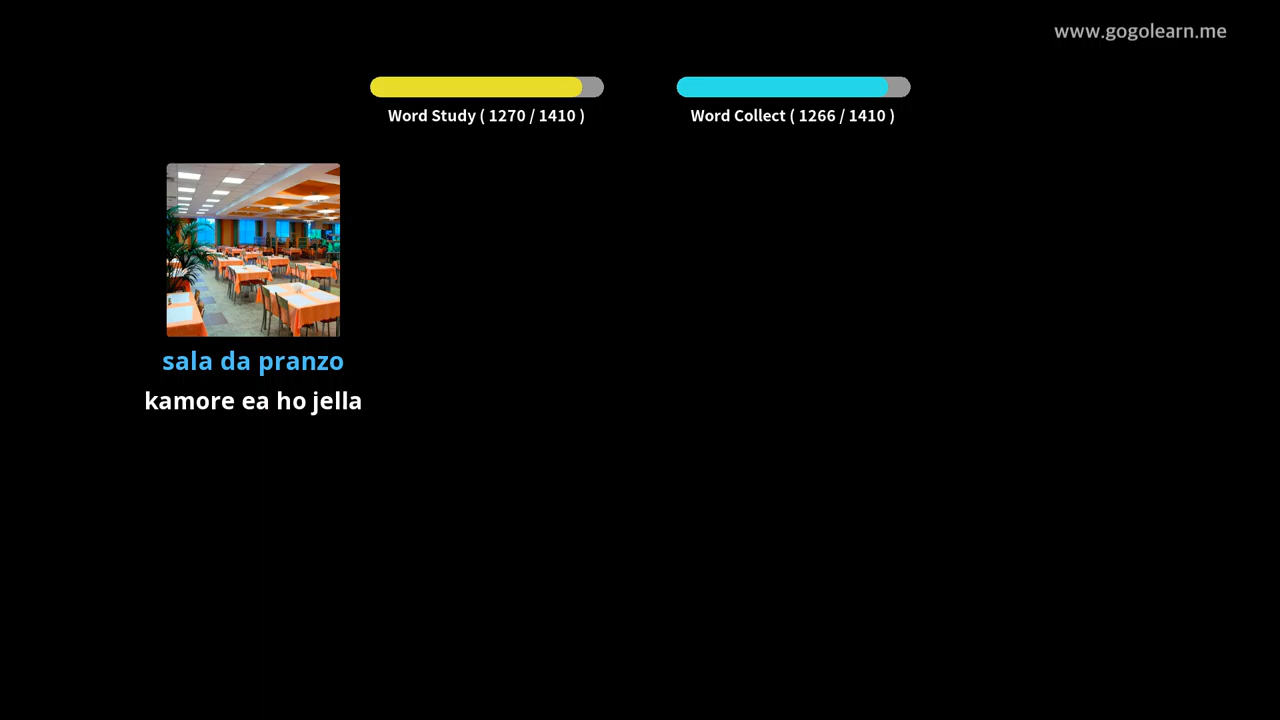 www.gogolearn.me
Word Study ( 1270 / 1410 )
Word Collect ( 1266 / 1410 )
sala da pranzo
kamore ea ho jella